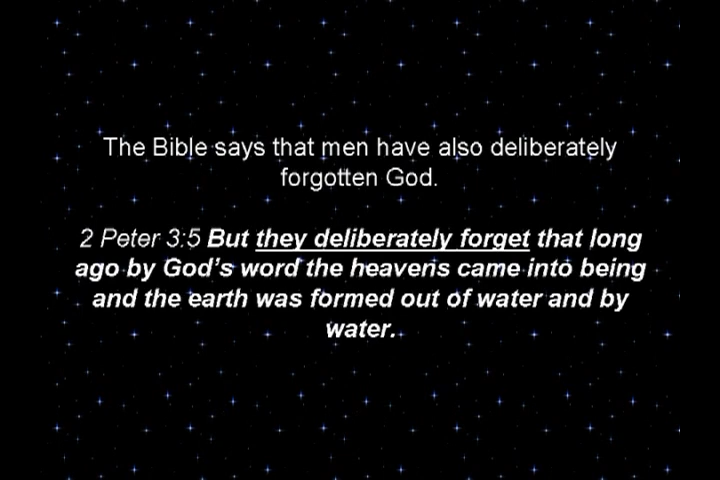 The Bible says that men have also deliberately
forgotten God.
2 Peter 3:5 But they deliberately forget that long
ago by God's word the heavens came into being
and the earth was formed out of water and by
water.